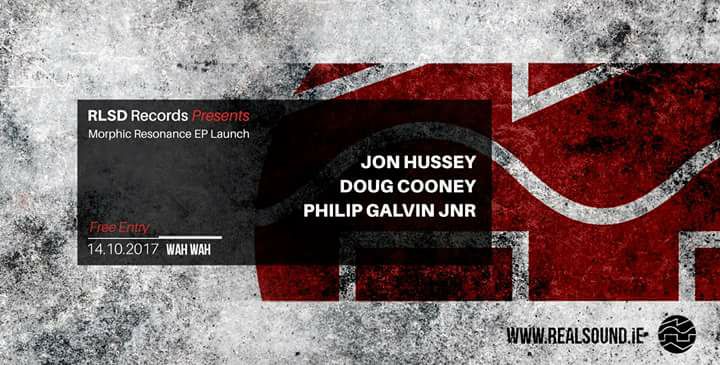 RLSD Records Presents
Morphic Resonance EP Launch
JON HUSSEY
DOUG COONEY
PHILIP GALVIN JNR
Free Entry
14.10.2017 WAH WAH
WWW.REALSOUND.IE